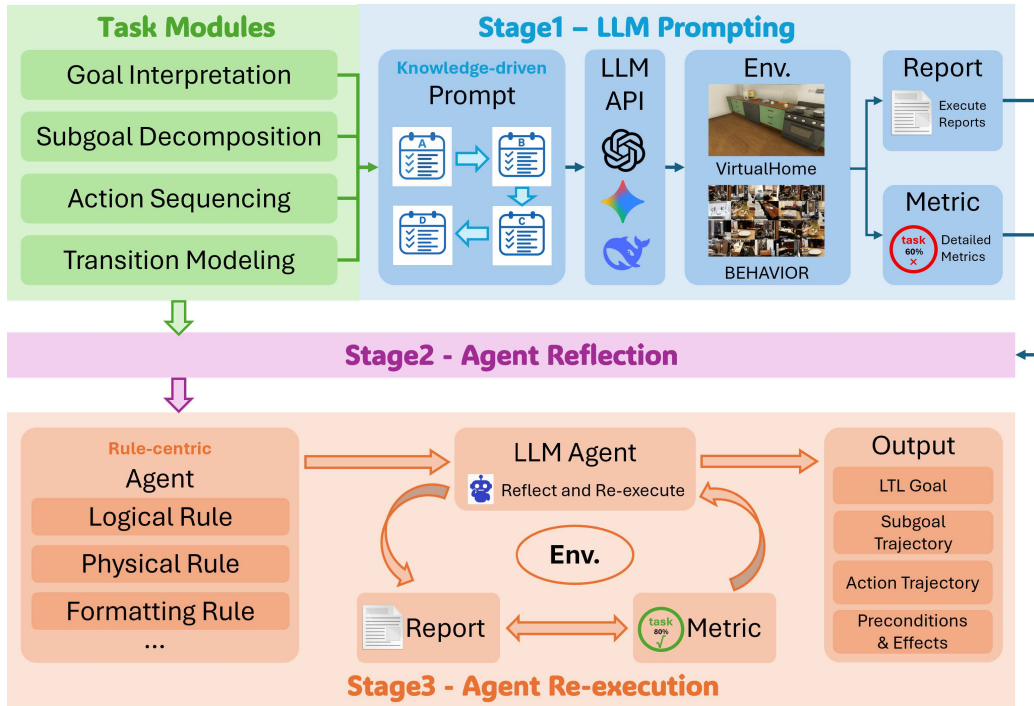 Task Modules
Goal Interpretation
Subgoal Decomposition
Action Sequencing
Transition Modeling
Stage1 – LLM Prompting
Knowledge-driven
Prompt
A
B
D
C
LLM
API
Env.
VirtualHome
BEHAVIOR
Report
Execute
Reports
Metric
task
60%
×
Detailed
Metrics
Stage2 - Agent Reflection
Rule-centric
Agent
Logical Rule
Physical Rule
Formatting Rule
...
LLM Agent
Reflect and Re-execute
Env.
Report
task
80%
√
Metric
Output
LTL Goal
Subgoal
Trajectory
Action Trajectory
Preconditions
& Effects
Stage3 - Agent Re-execution